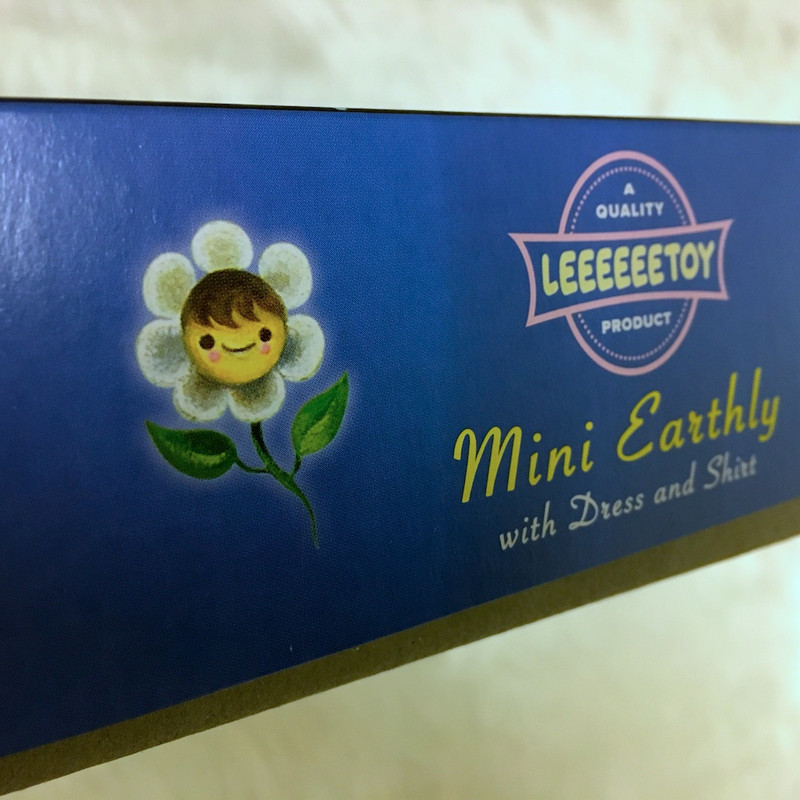 A
QUALITY
LEEEEEETOY
PRODUCT
Mini Earthly
with Dress and Shirt